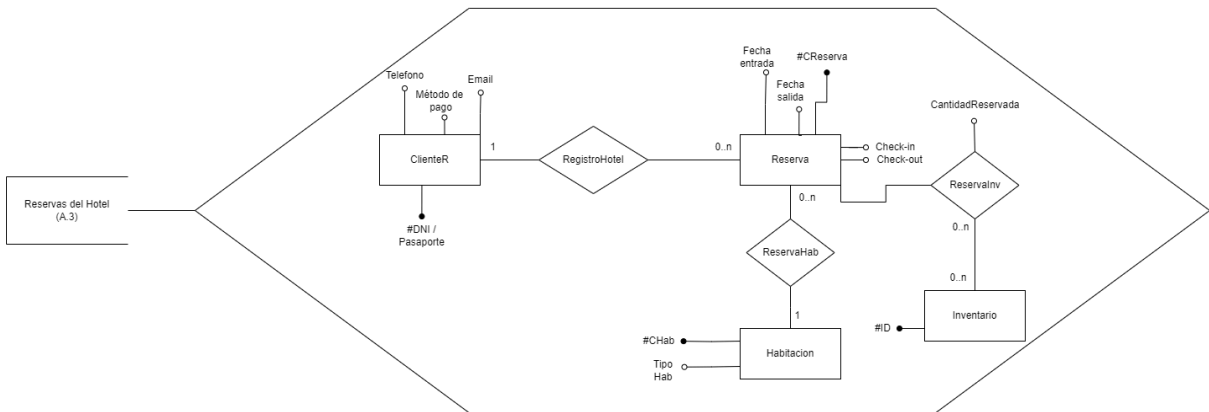 Fecha
entrada
#CReserva
Telefono
Email
Método de
pago
Fecha
salida
CantidadReservada
ClienteR
1
RegistroHotel
0..n
Reserva
Check-in
Check-out
ReservaInv
Reservas del Hotel
(A.3)
0..n
0..n
#DNI /
Pasaporte
ReservaHab
0..n
1
Inventario
#ID
#CHab
Habitacion
Tipo
Hab